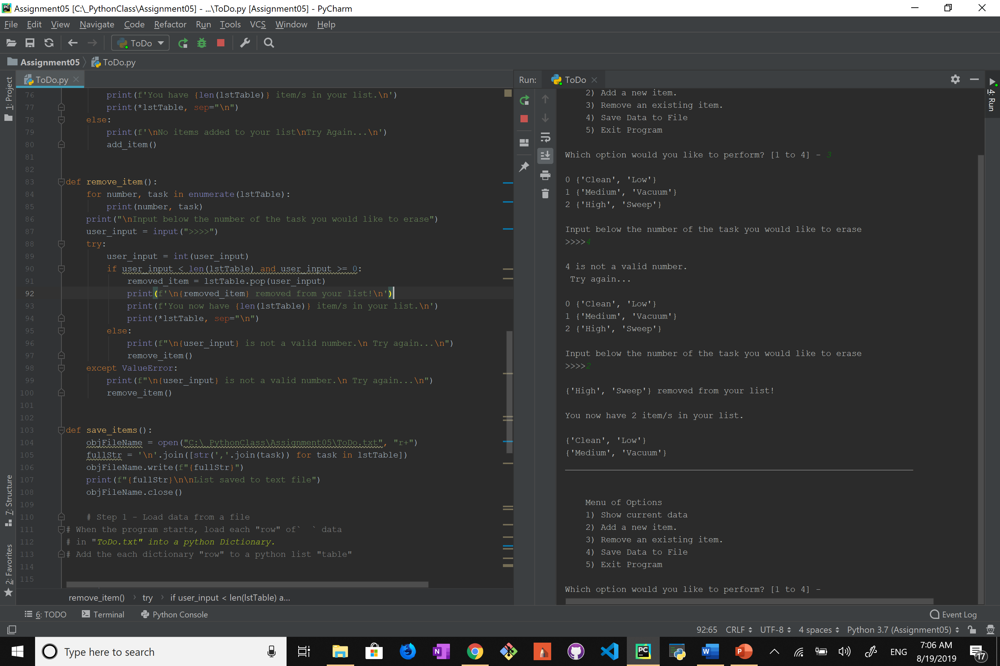 Assignment05 [C:\_PythonClass\Assignment05] - ...\ToDo.py [Assignment05] - PyCharm
File Edit View Navigate Code Refactor Run Tools VCS Window Help
ToDo
Assignment05 ToDo.py
1: Project
7: Structure
2: Favorites
ToDo.py
76 print(f'You have {len(lstTable)} item/s in your list.\n')
77 print(*lstTable, sep="\n")
78 else:
79 print(f'\nNo items added to your list\nTry Again...\n')
80 add_item()
81
82
83 def remove_item():
84 for number, task in enumerate(lstTable):
85 print(number, task)
86 print("\nInput below the number of the task you would like to erase")
87 user_input = input(">>>>")
88 try:
89 user_input = int(user_input)
90 if user_input < len(lstTable) and user_input >= 0:
91 removed_item = lstTable.pop(user_input)
92 print(f'\n{removed_item} removed from your list!\n')
93 print(f'You now have {len(lstTable)} item/s in your list.\n')
94 print(*lstTable, sep="\n")
95 else:
96 print(f"\n{user_input} is not a valid number.\n Try again...\n")
97 remove_item()
98 except ValueError:
99 print(f"\n{user_input} is not a valid number.\n Try again...\n")
100 remove_item()
101
102
103 def save_items():
104 objFileName = open("C:\_PythonClass\Assignment05\ToDo.txt", "r+")
105 fullStr = '\n'.join([str(','.join(task)) for task in lstTable])
106 objFileName.write(f"{fullStr}")
107 print(f"{fullStr}\n\nList saved to text file")
108 objFileName.close()
109
110 # Step 1 - Load data from a file
111 # When the program starts, load each "row" of` ` data
112 # in "ToDo.txt" into a python Dictionary.
113 # Add the each dictionary "row" to a python list "table"
114
115
remove_item() › try › if user_input < len(lstTable) a...
Run: ToDo
4: Run
2) Add a new item.
3) Remove an existing item.
4) Save Data to File
5) Exit Program
Which option would you like to perform? [1 to 4] - 3
0 {'Clean', 'Low'}
1 {'Medium', 'Vacuum'}
2 {'High', 'Sweep'}
Input below the number of the task you would like to erase
>>>>4
4 is not a valid number.
Try again...
0 {'Clean', 'Low'}
1 {'Medium', 'Vacuum'}
2 {'High', 'Sweep'}
Input below the number of the task you would like to erase
>>>>2
{'High', 'Sweep'} removed from your list!
You now have 2 item/s in your list.
{'Clean', 'Low'}
{'Medium', 'Vacuum'}
Menu of Options
1) Show current data
2) Add a new item.
3) Remove an existing item.
4) Save Data to File
5) Exit Program
Which option would you like to perform? [1 to 4] -
6: TODO Terminal Python Console Event Log
92:65 CRLF UTF-8 4 spaces Python 3.7 (Assignment05)
Type here to search
ENG
7:06 AM
8/19/2019
17